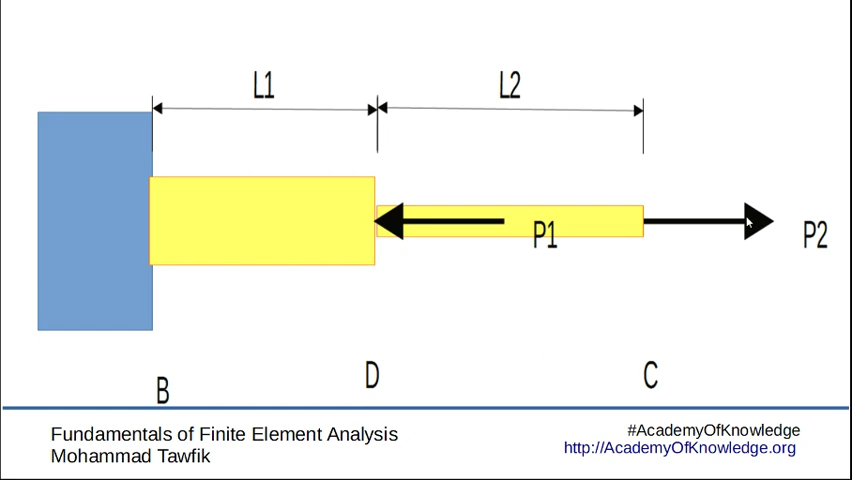 L1
L2
P1
P2
B
D
C
Fundamentals of Finite Element Analysis
Mohammad Tawfik
#AcademyOfKnowledge
http://AcademyOfKnowledge.org